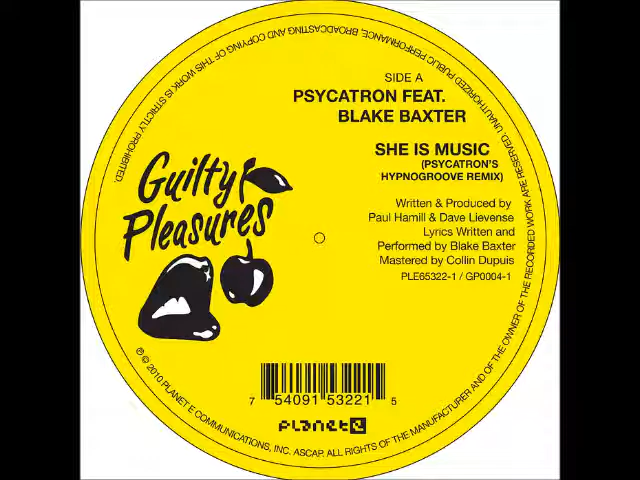 SIDE A
PSYCATRON FEAT.
BLAKE BAXTER
SHE IS MUSIC
(PSYCATRON'S
HYPNOGROOVE REMIX)
Written & Produced by
Paul Hamill & Dave Lievense
Lyrics Written and
Performed by Blake Baxter
Mastered by Collin Dupuis
PLE65322-1 / GP0004-1
Guilty
Pleasures
7 54091 53221 5
planet e
℗ © 2010 PLANET E COMMUNICATIONS, INC. ASCAP. ALL RIGHTS OF THE MANUFACTURER AND OF THE OWNER OF THE RECORDED WORK ARE RESERVED. UNAUTHORIZED PUBLIC PERFORMANCE, BROADCASTING AND COPYING OF THIS WORK IS STRICTLY PROHIBITED.